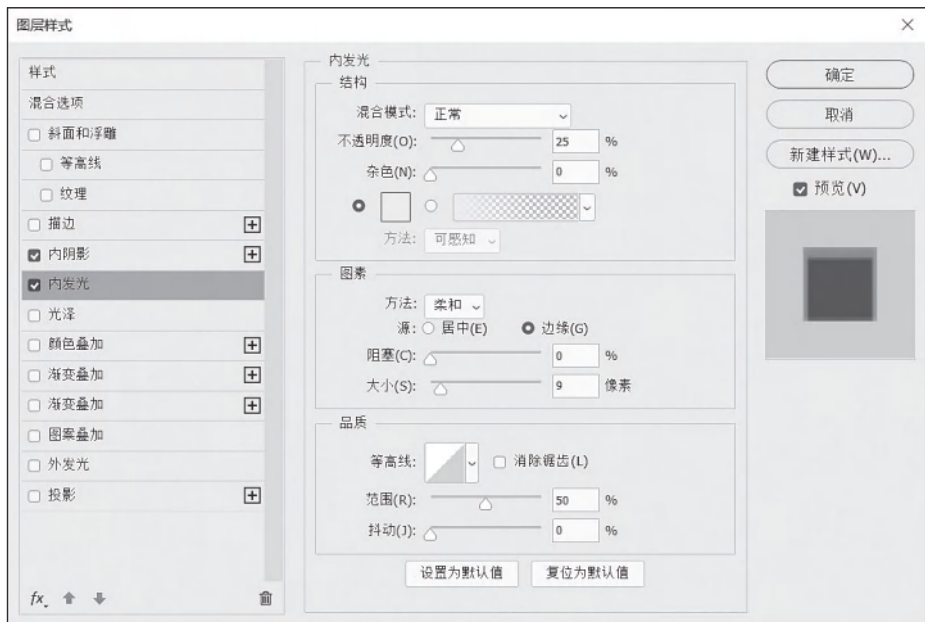 图层样式
样式
混合选项
斜面和浮雕
等高线
纹理
描边
内阴影
内发光
光泽
颜色叠加
渐变叠加
渐变叠加
图案叠加
外发光
投影
fx
内发光
结构
混合模式: 正常
不透明度(O): 25 %
杂色(N): 0 %
方法: 可感知
图素
方法: 柔和
源: 居中(E) 边缘(G)
阻塞(C): 0 %
大小(S): 9 像素
品质
等高线: 消除锯齿(L)
范围(R): 50 %
抖动(J): 0 %
设置为默认值 复位为默认值
确定
取消
新建样式(W)...
预览(V)